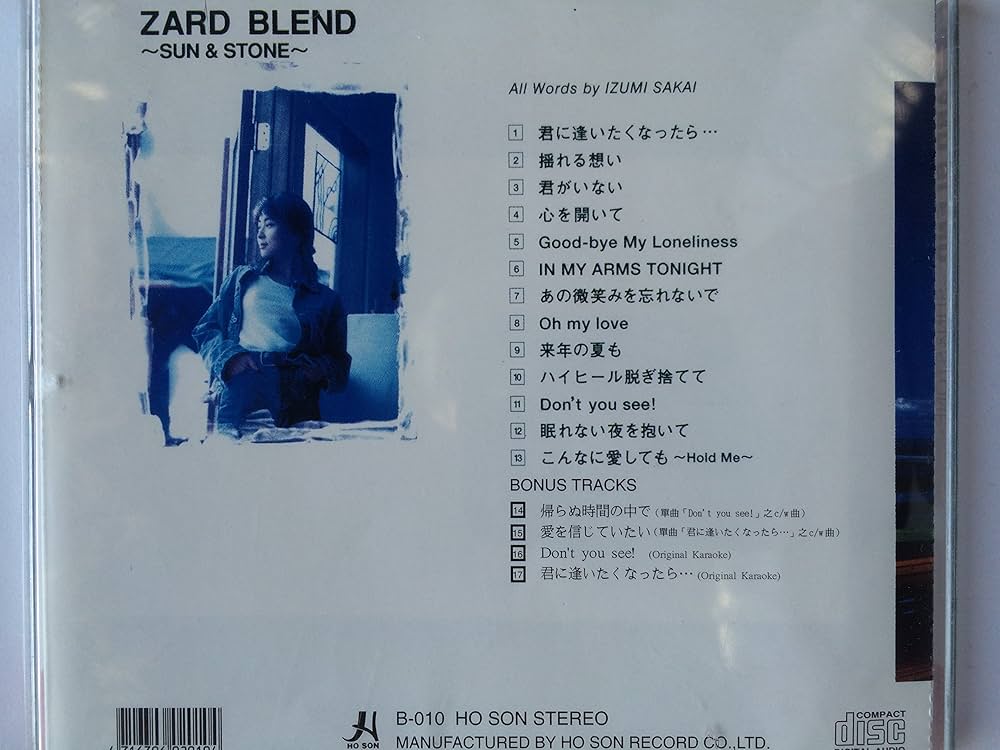 ZARD BLEND
~SUN & STONE~
All Words by IZUMI SAKAI
1 君に逢いたくなったら…
2 揺れる想い
3 君がいない
4 心を開いて
5 Good-bye My Loneliness
6 IN MY ARMS TONIGHT
7 あの微笑みを忘れないで
8 Oh my love
9 来年の夏も
10 ハイヒール脱ぎ捨てて
11 Don't you see!
12 眠れない夜を抱いて
13 こんなに愛しても ~Hold Me~
BONUS TRACKS
14 帰らぬ時間の中で (單曲「Don't you see!」之c/w曲)
15 愛を信じていたい (單曲「君に逢いたくなったら…」之c/w曲)
16 Don't you see! (Original Karaoke)
17 君に逢いたくなったら… (Original Karaoke)
HO SON
B-010 HO SON STEREO
MANUFACTURED BY HO SON RECORD CO., LTD.
COMPACT
disc
DIGITAL AUDIO